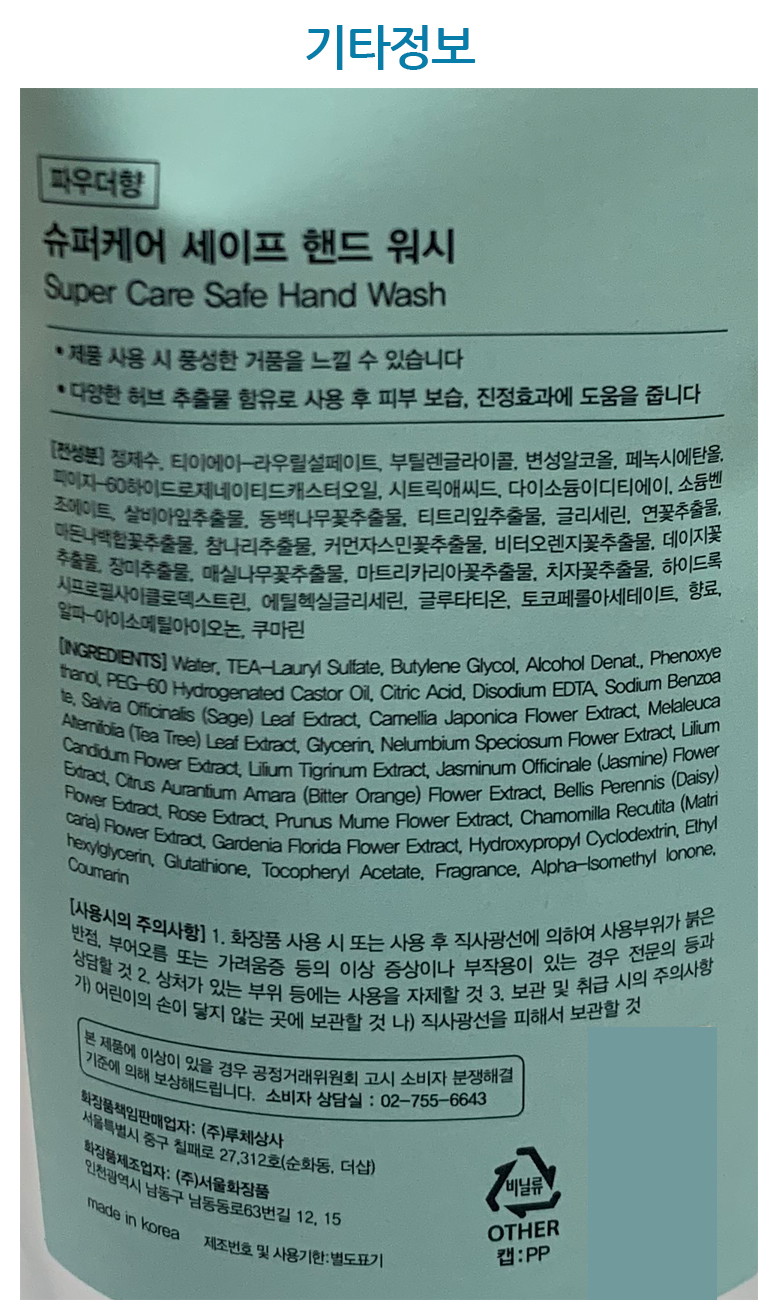 기타정보
파우더향
슈퍼케어 세이프 핸드 워시
Super Care Safe Hand Wash
• 제품 사용 시 풍성한 거품을 느낄 수 있습니다
• 다양한 허브 추출물 함유로 사용 후 피부 보습, 진정효과에 도움을 줍니다
[전성분] 정제수, 티이에이-라우릴설페이트, 부틸렌글라이콜, 변성알코올, 페녹시에탄올,
피이지-60하이드로제네이티드캐스터오일, 시트릭애씨드, 다이소듐이디티에이, 소듐벤
조에이트, 살비아잎추출물, 동백나무꽃추출물, 티트리잎추출물, 글리세린, 연꽃추출물,
마돈나백합꽃추출물, 참나리추출물, 커먼자스민꽃추출물, 비터오렌지꽃추출물, 데이지꽃
추출물, 장미추출물, 매실나무꽃추출물, 마트리카리아꽃추출물, 치자꽃추출물, 하이드록
시프로필사이클로덱스트린, 에틸헥실글리세린, 글루타티온, 토코페롤아세테이트, 향료,
알파-아이소메틸아이오논, 쿠마린
[INGREDIENTS] Water, TEA-Lauryl Sulfate, Butylene Glycol, Alcohol Denat., Phenoxye
thanol, PEG-60 Hydrogenated Castor Oil, Citric Acid, Disodium EDTA, Sodium Benzoa
te, Salvia Officinalis (Sage) Leaf Extract, Camellia Japonica Flower Extract, Melaleuca
Alternifolia (Tea Tree) Leaf Extract, Glycerin, Nelumbium Speciosum Flower Extract, Lilium
Candidum Flower Extract, Lilium Tigrinum Extract, Jasminum Officinale (Jasmine) Flower
Extract, Citrus Aurantium Amara (Bitter Orange) Flower Extract, Bellis Perennis (Daisy)
Flower Extract, Rose Extract, Prunus Mume Flower Extract, Chamomilla Recutita (Matri
caria) Flower Extract, Gardenia Florida Flower Extract, Hydroxypropyl Cyclodextrin, Ethyl
hexylglycerin, Glutathione, Tocopheryl Acetate, Fragrance, Alpha-Isomethyl Ionone,
Coumarin
[사용시의 주의사항] 1. 화장품 사용 시 또는 사용 후 직사광선에 의하여 사용부위가 붉은
반점, 부어오름 또는 가려움증 등의 이상 증상이나 부작용이 있는 경우 전문의 등과
상담할 것 2. 상처가 있는 부위 등에는 사용을 자제할 것 3. 보관 및 취급 시의 주의사항
가) 어린이의 손이 닿지 않는 곳에 보관할 것 나) 직사광선을 피해서 보관할 것
본 제품에 이상이 있을 경우 공정거래위원회 고시 소비자 분쟁해결
기준에 의해 보상해드립니다. 소비자 상담실 : 02-755-6643
화장품책임판매업자: (주)루체상사
서울특별시 중구 칠패로 27,312호(순화동, 더샵)
화장품제조업자: (주)서울화장품
인천광역시 남동구 남동동로63번길 12, 15
made in korea 제조번호 및 사용기한:별도표기
비닐류
OTHER
캡:PP